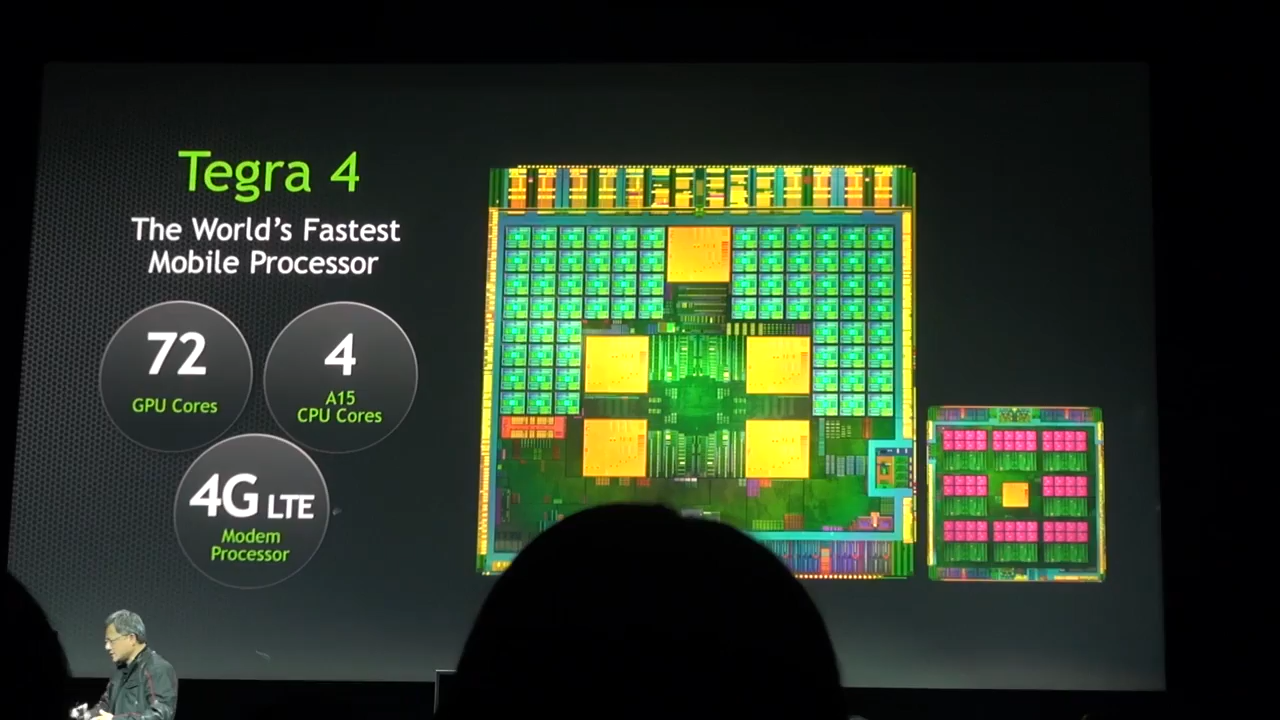 Tegra 4
The World's Fastest
Mobile Processor
72
GPU Cores
4
A15
CPU Cores
4G LTE
Modem
Processor